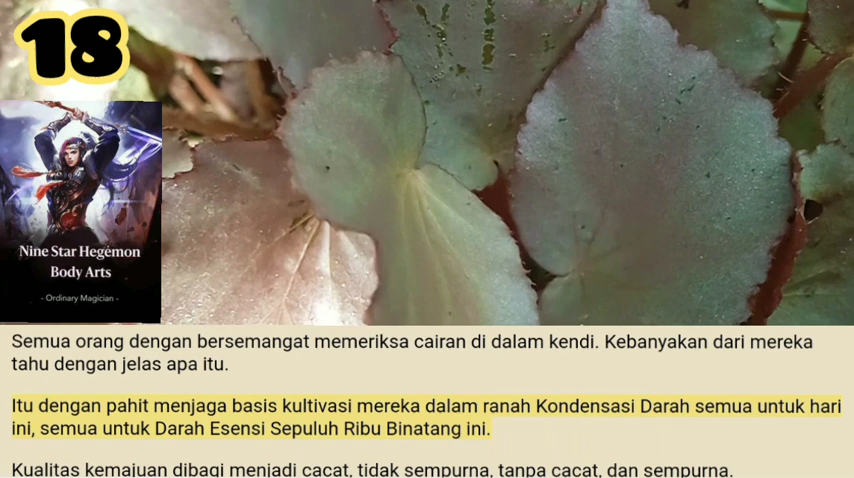 18
Nine Star Hegemon
Body Arts
- Ordinary Magician -
Semua orang dengan bersemangat memeriksa cairan di dalam kendi. Kebanyakan dari mereka
tahu dengan jelas apa itu.
Itu dengan pahit menjaga basis kultivasi mereka dalam ranah Kondensasi Darah semua untuk hari
ini, semua untuk Darah Esensi Sepuluh Ribu Binatang ini.
Kualitas kemajuan dibagi menjadi cacat, tidak sempurna, tanpa cacat, dan sempurna.